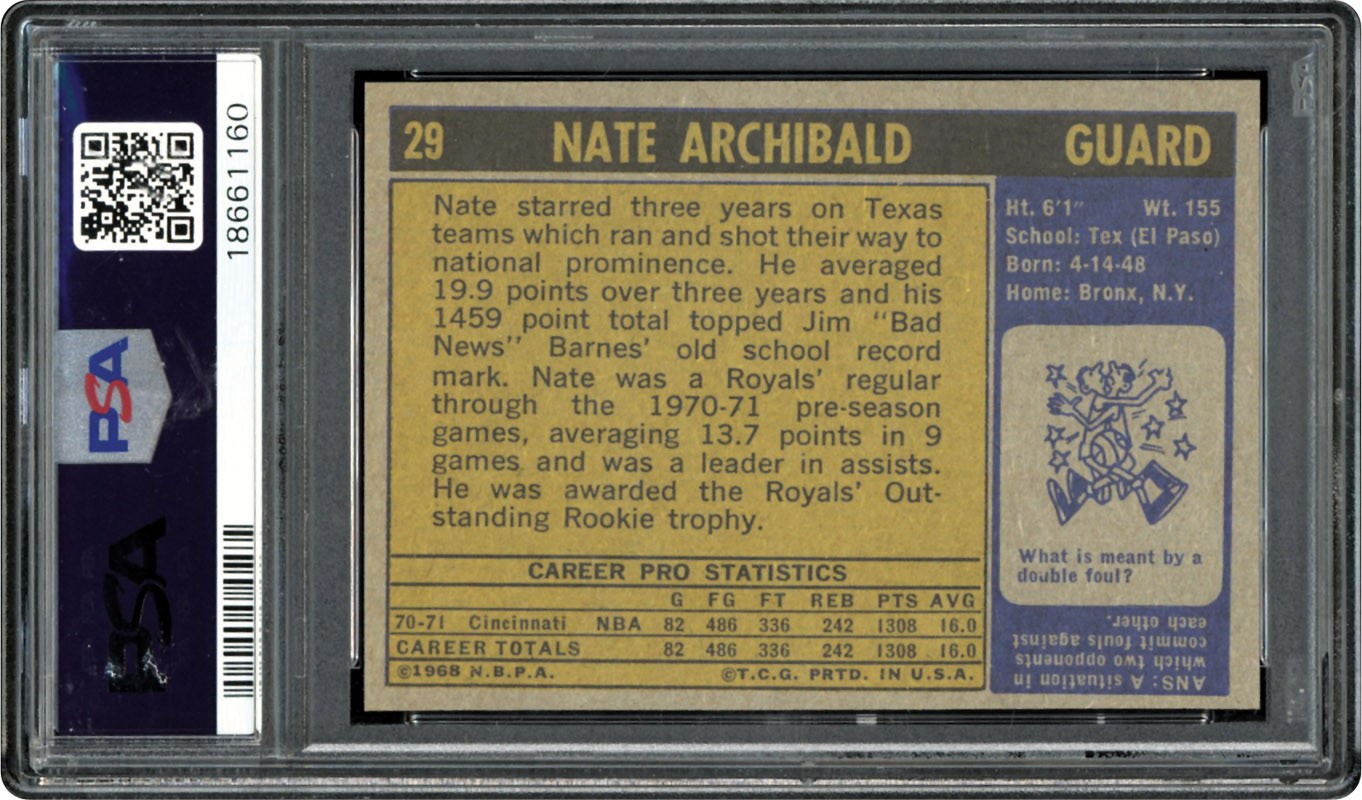 18661160
PSA
PSA
PSA
29 NATE ARCHIBALD GUARD
Nate starred three years on Texas
teams which ran and shot their way to
national prominence. He averaged
19.9 points over three years and his
1459 point total topped Jim "Bad
News" Barnes' old school record
mark. Nate was a Royals' regular
through the 1970-71 pre-season
games, averaging 13.7 points in 9
games and was a leader in assists.
He was awarded the Royals' Out-
standing Rookie trophy.
CAREER PRO STATISTICS
G FG FT REB PTS AVG
70-71 Cincinnati NBA 82 486 336 242 1308 16.0
CAREER TOTALS 82 486 336 242 1308 16.0
©1968 N.B.P.A. ©T.C.G. PRTD. IN U.S.A.
Ht. 6'1" Wt. 155
School: Tex (El Paso)
Born: 4-14-48
Home: Bronx, N.Y.
What is meant by a
double foul?
ANS: A situation in
which two opponents
commit fouls against
each other.